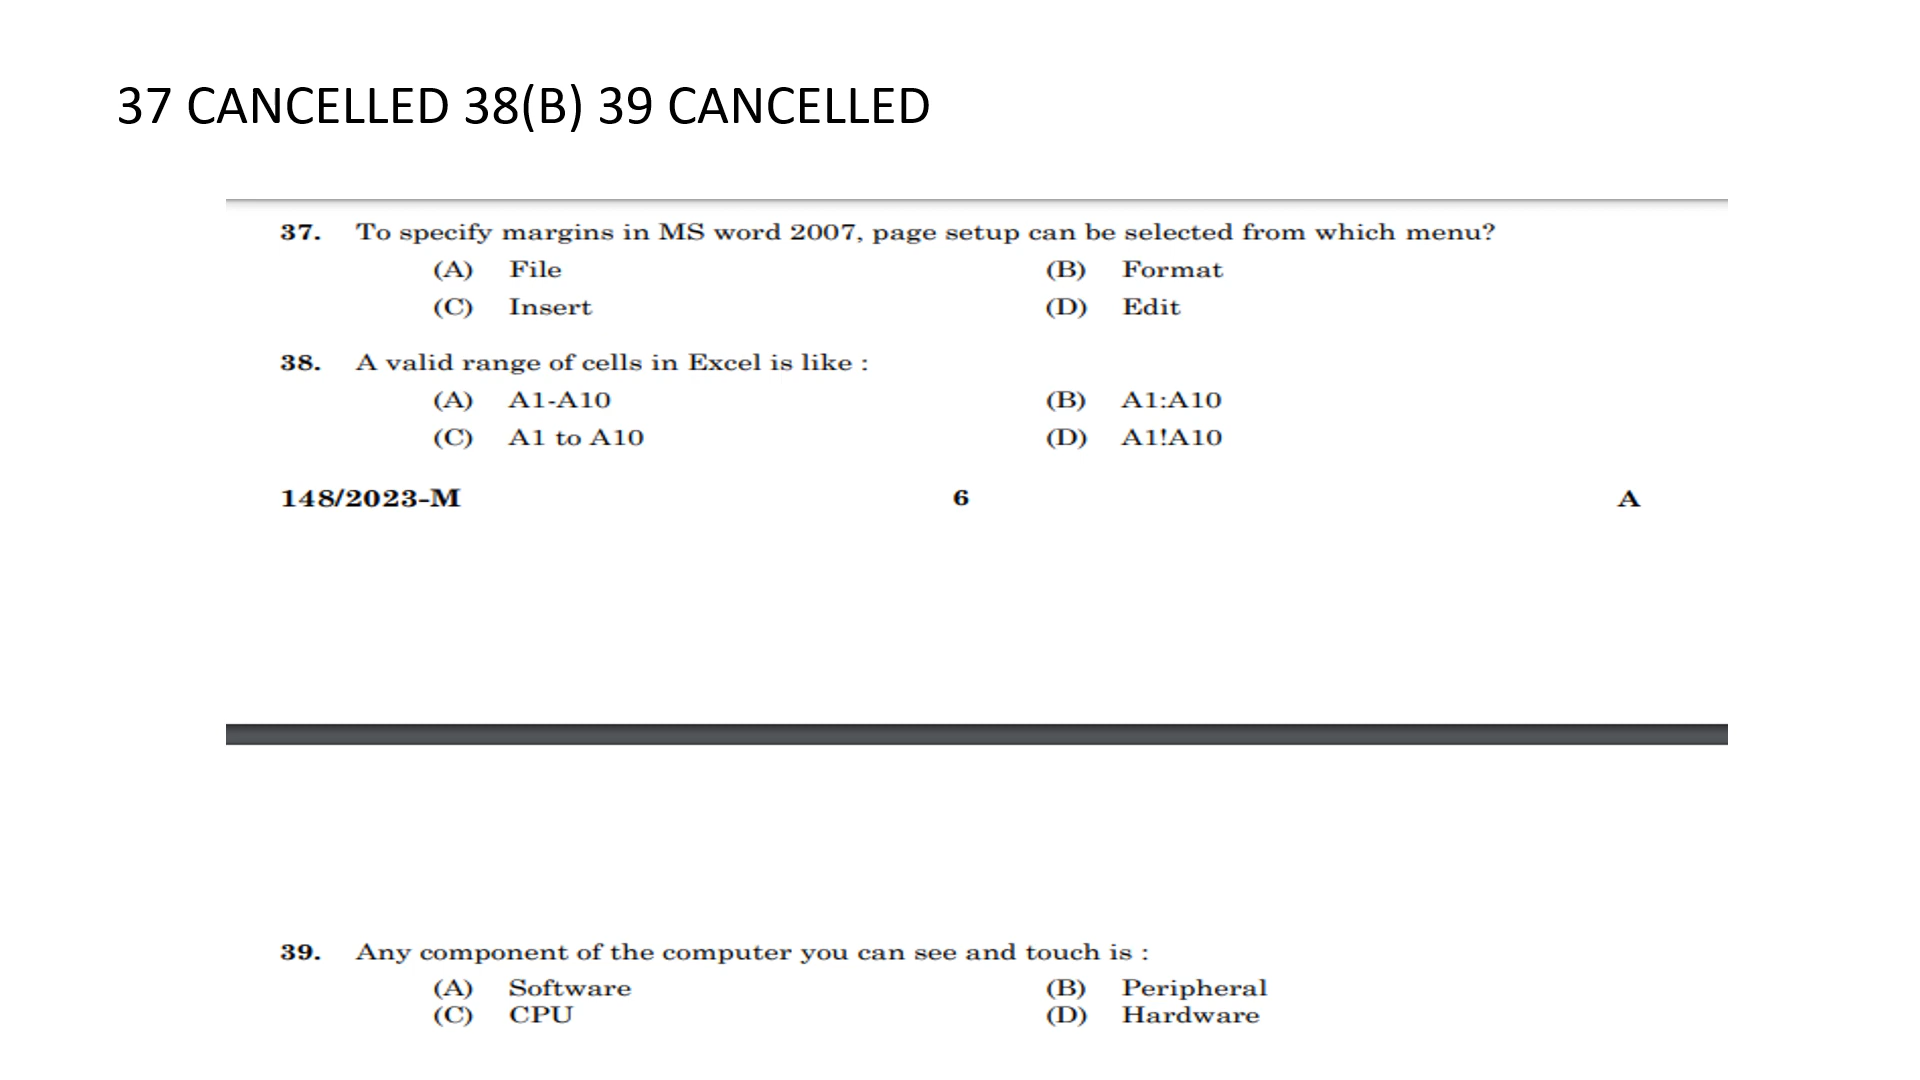 37 CANCELLED 38(B) 39 CANCELLED
37. To specify margins in MS word 2007, page setup can be selected from which menu?
(A) File (B) Format
(C) Insert (D) Edit
38. A valid range of cells in Excel is like :
(A) A1-A10 (B) A1:A10
(C) A1 to A10 (D) A1!A10
148/2023-M 6 A
39. Any component of the computer you can see and touch is :
(A) Software (B) Peripheral
(C) CPU (D) Hardware